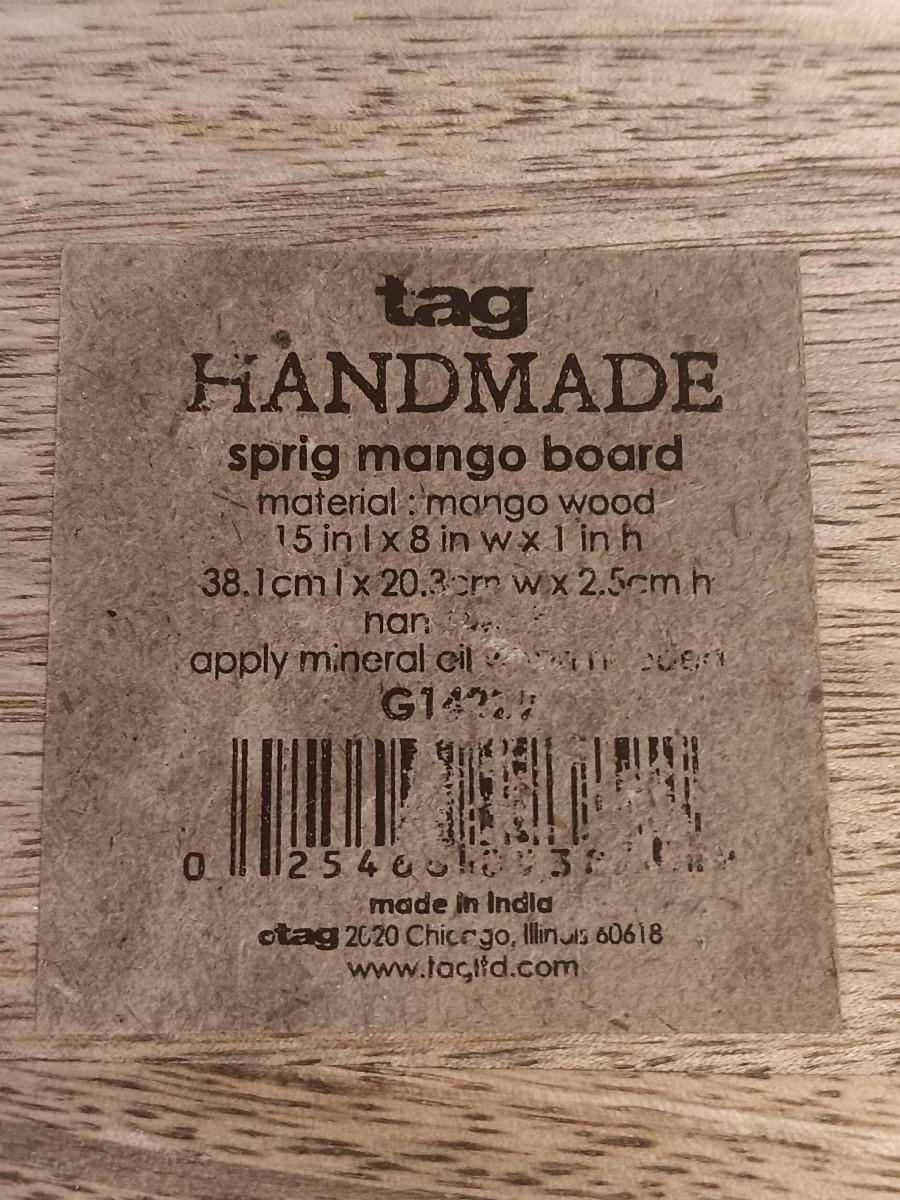 tag
HANDMADE
sprig mango board
material : mango wood
15 in l x 8 in w x 1 in h
38.1cm l x 20.3cm w x 2.5cm h
apply mineral oil
0
made in India
©tag 2020 Chicago, Illinois 60618
www.tagltd.com